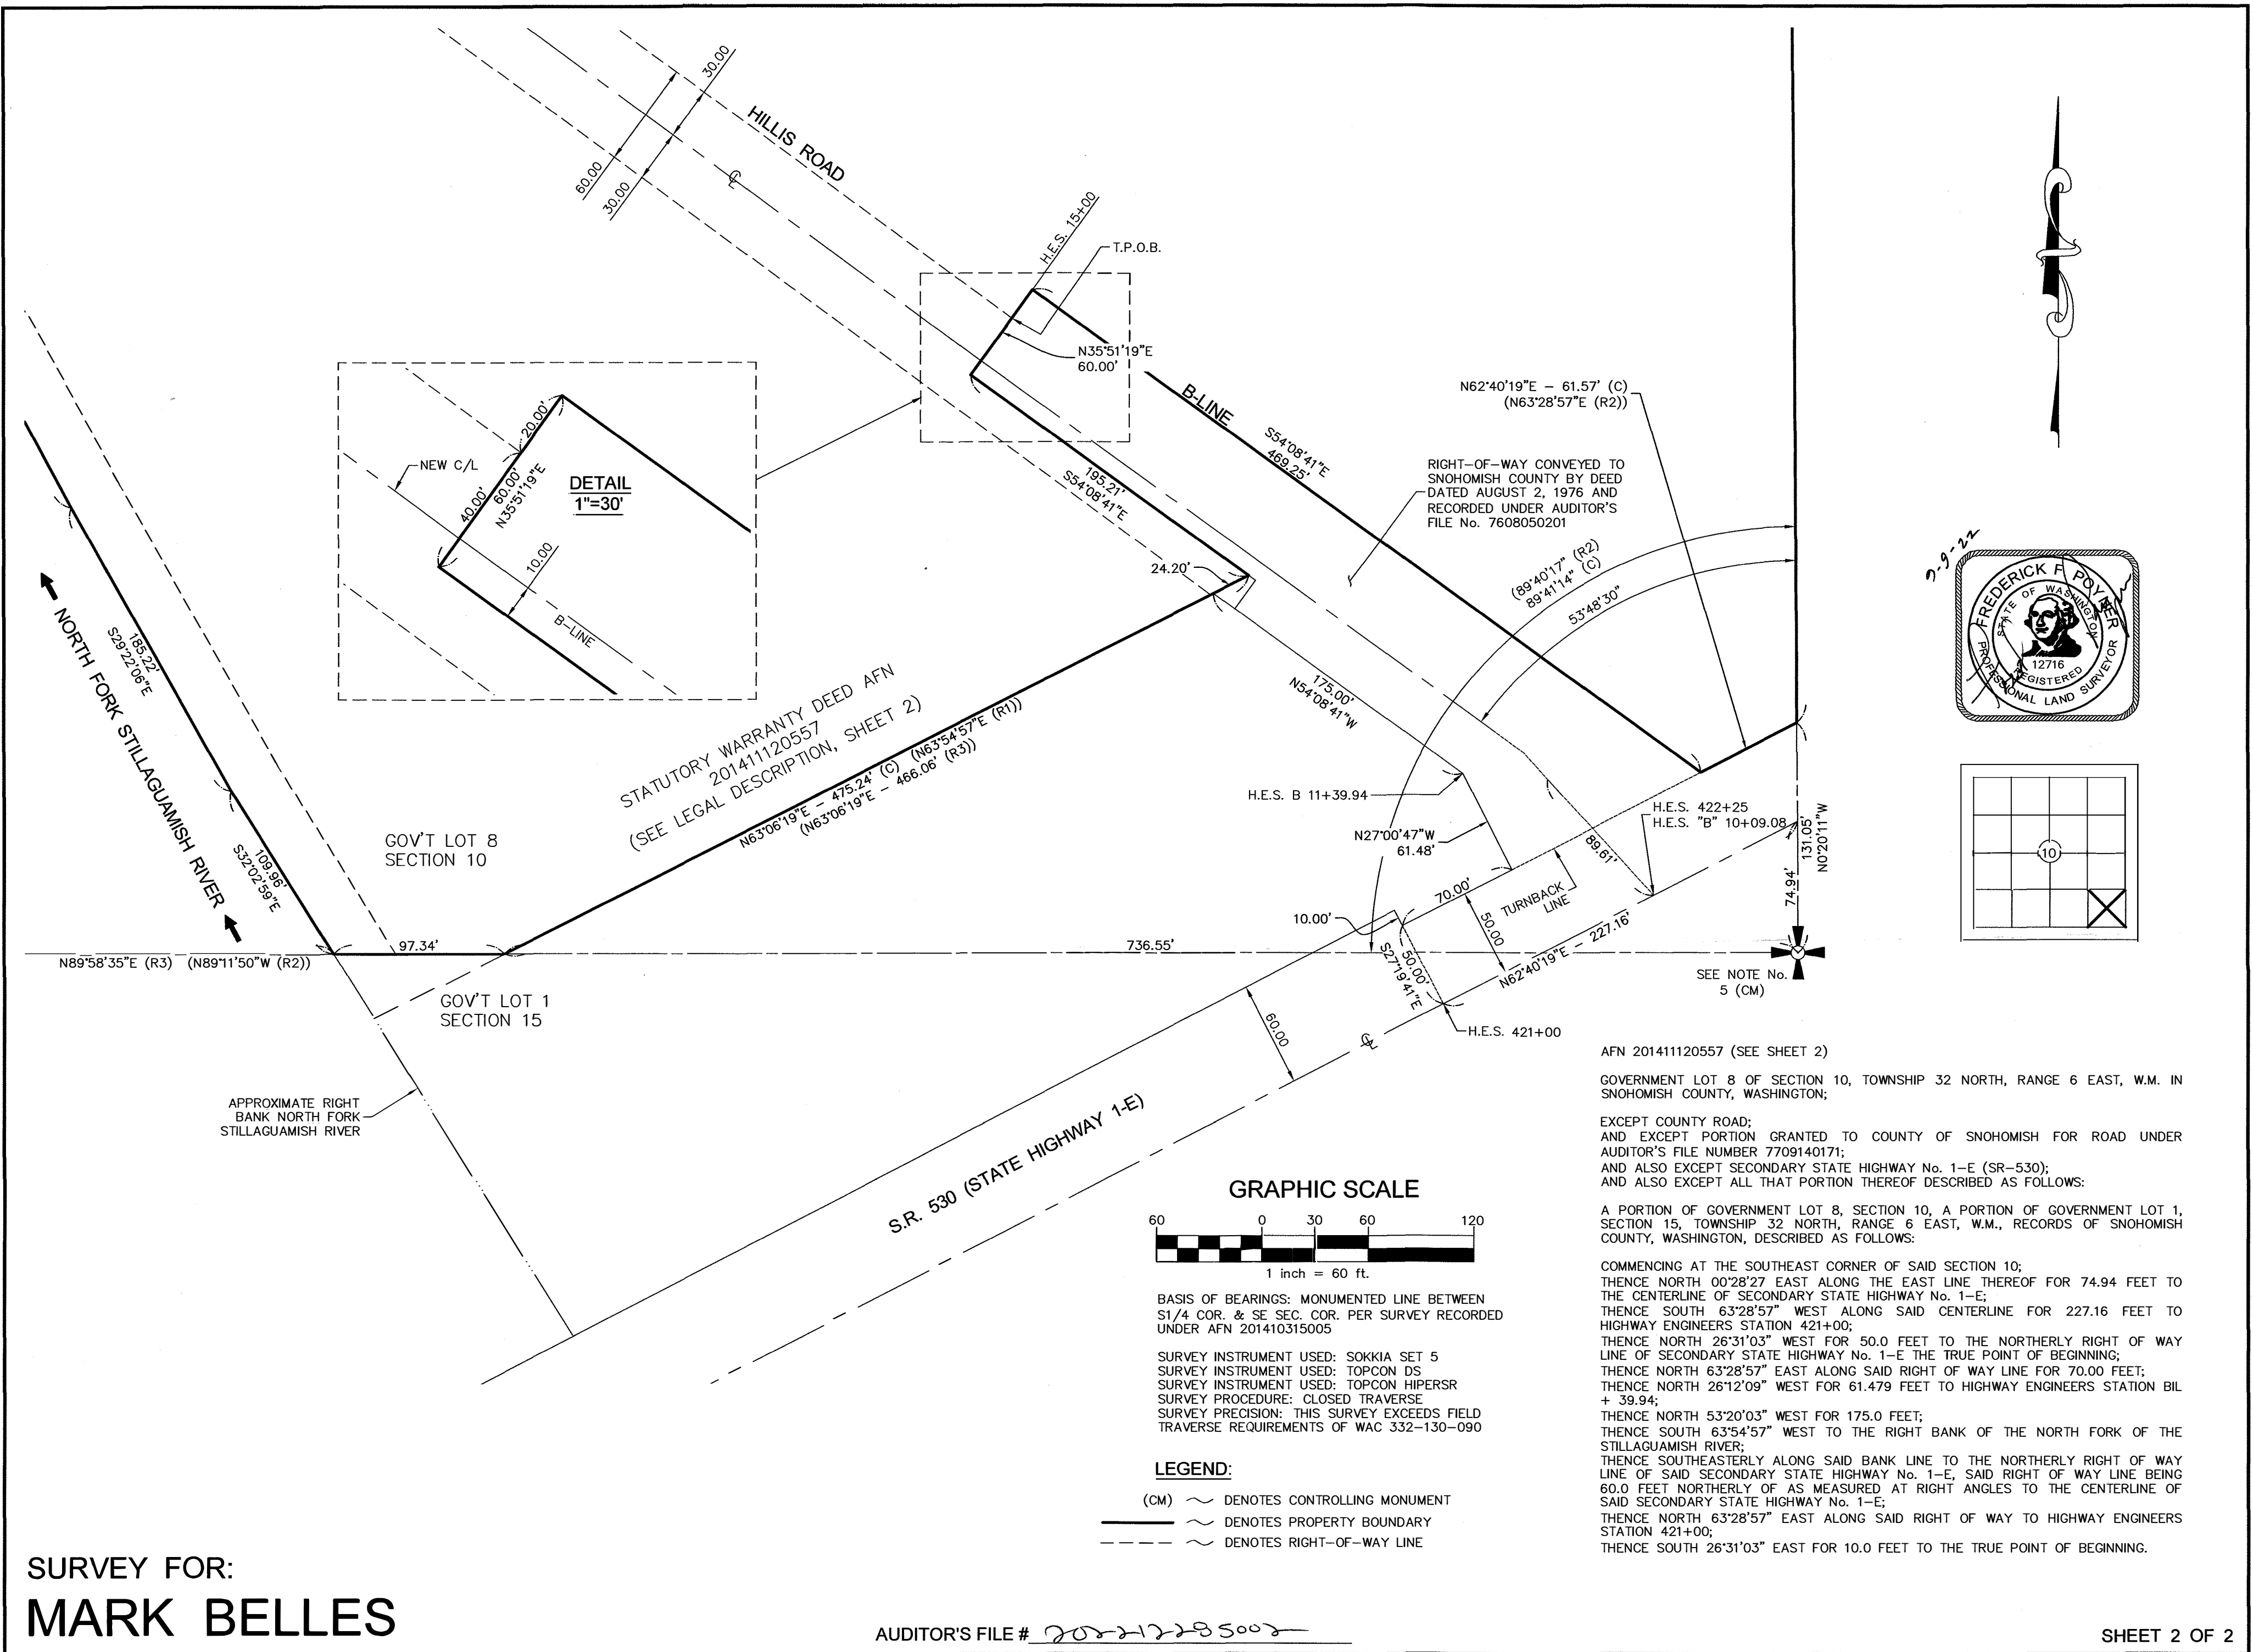 30.00
60.00
30.00
HILLIS ROAD
℄
H.E.S. 15+00
T.P.O.B.
N35°51'19"E
60.00'
B-LINE
S54°08'41"E
469.25'
N62°40'19"E – 61.57' (C)
(N63°28'57"E (R2))
RIGHT-OF-WAY CONVEYED TO
SNOHOMISH COUNTY BY DEED
DATED AUGUST 2, 1976 AND
RECORDED UNDER AUDITOR'S
FILE No. 7608050201
195.21'
S54°08'41"E
24.20'
(89°40'17" (R2)
89°41'14" (C)
53°48'30"
NEW C/L
20.00'
40.00'
60.00'
N35°51'19"E
DETAIL
1"=30'
10.00
B-LINE
185.22'
S29°22'06"E
NORTH FORK STILLAGUAMISH RIVER
109.96'
S32°02'59"E
STATUTORY WARRANTY DEED AFN
201411120557
(SEE LEGAL DESCRIPTION, SHEET 2)
N63°06'19"E – 475.24' (C) (N63°54'57"E (R1))
(N63°06'19"E – 466.06' (R3))
GOV'T LOT 8
SECTION 10
175.00'
N54°08'41"W
H.E.S. B 11+39.94
N27°00'47"W
61.48'
H.E.S. 422+25
H.E.S. "B" 10+09.08
89.61'
131.05'
N0°20'11"W
74.94'
70.00'
TURNBACK
LINE
10.00'
50.00
50.00'
S27°19'41"E
N62°40'19"E – 227.16'
97.34'
736.55'
N89°58'35"E (R3) (N89°11'50"W (R2))
SEE NOTE No.
5 (CM)
GOV'T LOT 1
SECTION 15
60.00
℄
H.E.S. 421+00
APPROXIMATE RIGHT
BANK NORTH FORK
STILLAGUAMISH RIVER
S.R. 530 (STATE HIGHWAY 1-E)
9-9-22
FREDERICK F. POYNER
STATE OF WASHINGTON
12716
REGISTERED
PROFESSIONAL LAND SURVEYOR
10
GRAPHIC SCALE
60 0 30 60 120
1 inch = 60 ft.
BASIS OF BEARINGS: MONUMENTED LINE BETWEEN
S1/4 COR. & SE SEC. COR. PER SURVEY RECORDED
UNDER AFN 201410315005
SURVEY INSTRUMENT USED: SOKKIA SET 5
SURVEY INSTRUMENT USED: TOPCON DS
SURVEY INSTRUMENT USED: TOPCON HIPERSR
SURVEY PROCEDURE: CLOSED TRAVERSE
SURVEY PRECISION: THIS SURVEY EXCEEDS FIELD
TRAVERSE REQUIREMENTS OF WAC 332-130-090
LEGEND:
(CM) DENOTES CONTROLLING MONUMENT
DENOTES PROPERTY BOUNDARY
DENOTES RIGHT-OF-WAY LINE
AFN 201411120557 (SEE SHEET 2)
GOVERNMENT LOT 8 OF SECTION 10, TOWNSHIP 32 NORTH, RANGE 6 EAST, W.M. IN
SNOHOMISH COUNTY, WASHINGTON;
EXCEPT COUNTY ROAD;
AND EXCEPT PORTION GRANTED TO COUNTY OF SNOHOMISH FOR ROAD UNDER
AUDITOR'S FILE NUMBER 7709140171;
AND ALSO EXCEPT SECONDARY STATE HIGHWAY No. 1-E (SR-530);
AND ALSO EXCEPT ALL THAT PORTION THEREOF DESCRIBED AS FOLLOWS:
A PORTION OF GOVERNMENT LOT 8, SECTION 10, A PORTION OF GOVERNMENT LOT 1,
SECTION 15, TOWNSHIP 32 NORTH, RANGE 6 EAST, W.M., RECORDS OF SNOHOMISH
COUNTY, WASHINGTON, DESCRIBED AS FOLLOWS:
COMMENCING AT THE SOUTHEAST CORNER OF SAID SECTION 10;
THENCE NORTH 00°28'27 EAST ALONG THE EAST LINE THEREOF FOR 74.94 FEET TO
THE CENTERLINE OF SECONDARY STATE HIGHWAY No. 1-E;
THENCE SOUTH 63°28'57" WEST ALONG SAID CENTERLINE FOR 227.16 FEET TO
HIGHWAY ENGINEERS STATION 421+00;
THENCE NORTH 26°31'03" WEST FOR 50.0 FEET TO THE NORTHERLY RIGHT OF WAY
LINE OF SECONDARY STATE HIGHWAY No. 1-E THE TRUE POINT OF BEGINNING;
THENCE NORTH 63°28'57" EAST ALONG SAID RIGHT OF WAY LINE FOR 70.00 FEET;
THENCE NORTH 26°12'09" WEST FOR 61.479 FEET TO HIGHWAY ENGINEERS STATION BIL
+ 39.94;
THENCE NORTH 53°20'03" WEST FOR 175.0 FEET;
THENCE SOUTH 63°54'57" WEST TO THE RIGHT BANK OF THE NORTH FORK OF THE
STILLAGUAMISH RIVER;
THENCE SOUTHEASTERLY ALONG SAID BANK LINE TO THE NORTHERLY RIGHT OF WAY
LINE OF SAID SECONDARY STATE HIGHWAY No. 1-E, SAID RIGHT OF WAY LINE BEING
60.0 FEET NORTHERLY OF AS MEASURED AT RIGHT ANGLES TO THE CENTERLINE OF
SAID SECONDARY STATE HIGHWAY No. 1-E;
THENCE NORTH 63°28'57" EAST ALONG SAID RIGHT OF WAY TO HIGHWAY ENGINEERS
STATION 421+00;
THENCE SOUTH 26°31'03" EAST FOR 10.0 FEET TO THE TRUE POINT OF BEGINNING.
SURVEY FOR:
MARK BELLES
AUDITOR'S FILE # 202212285002
SHEET 2 OF 2